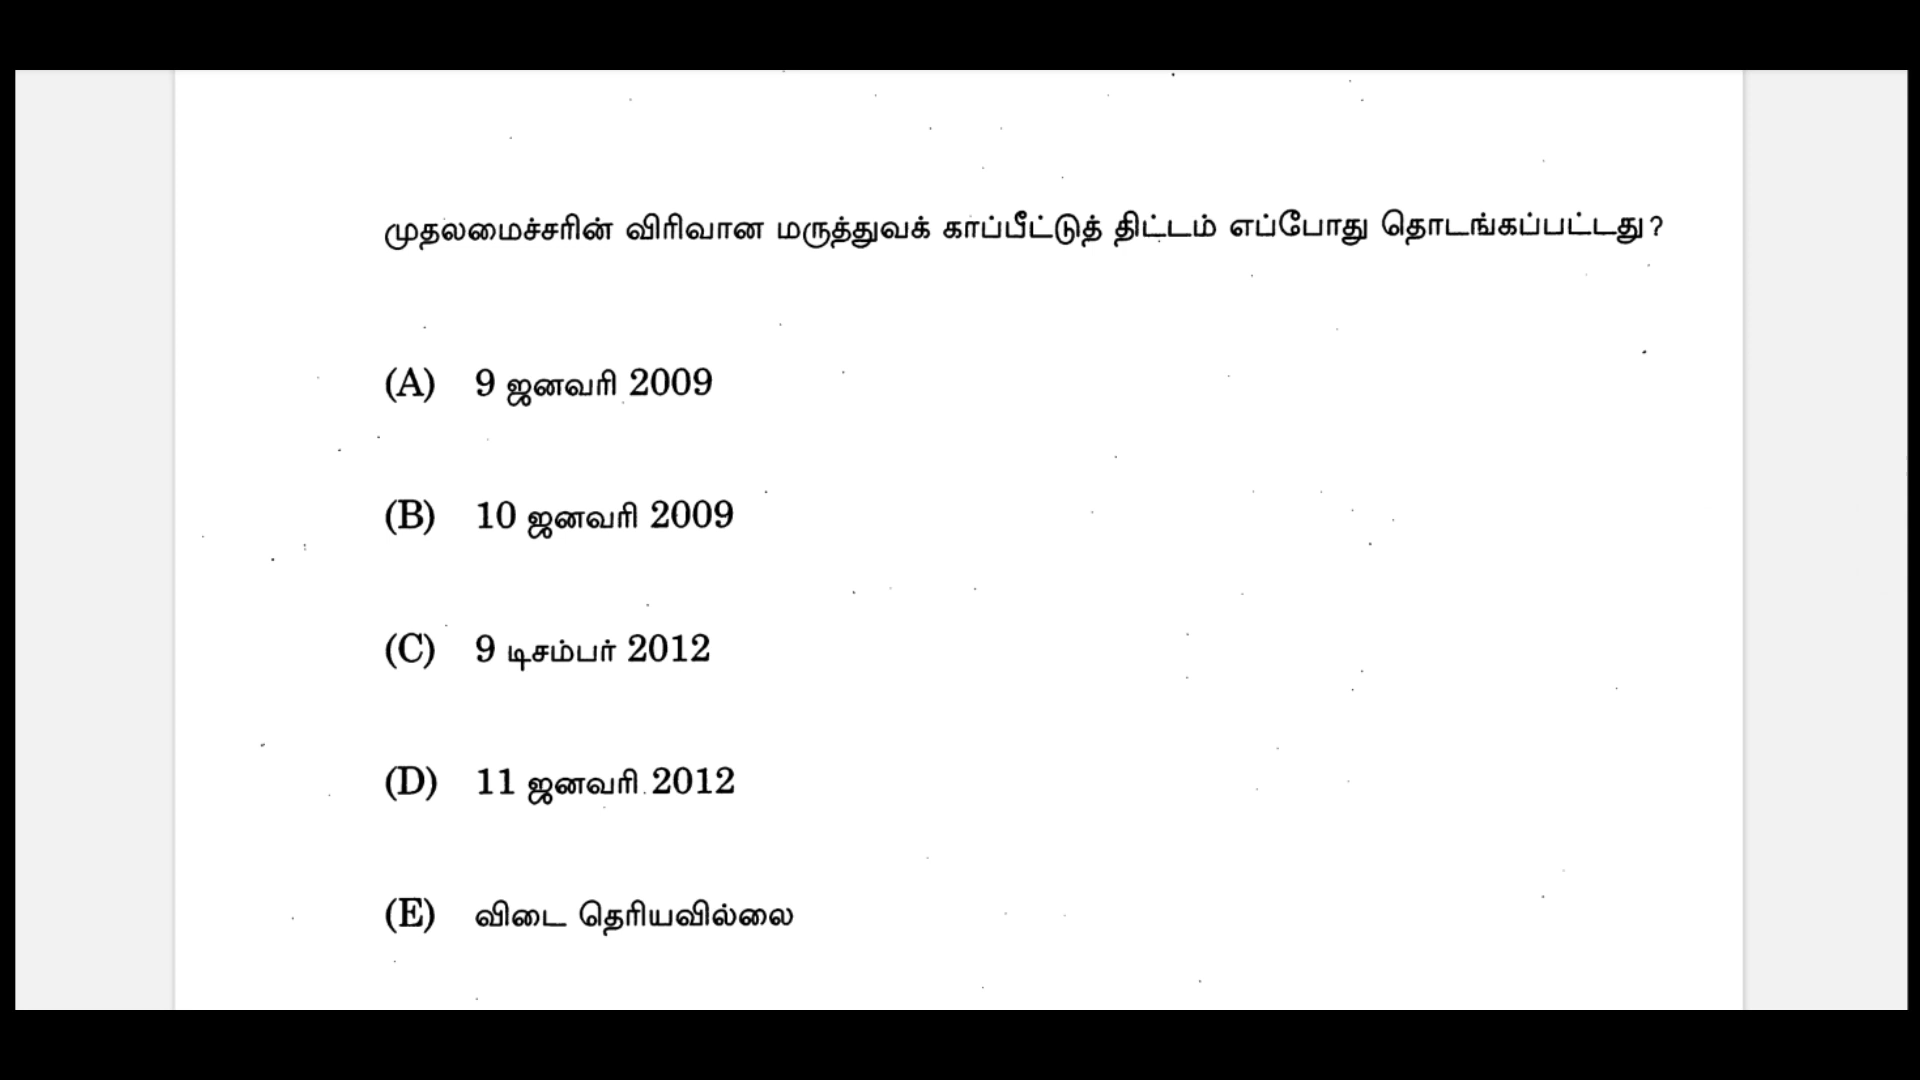 முதலமைச்சரின் விரிவான மருத்துவக் காப்பீட்டுத் திட்டம் எப்போது தொடங்கப்பட்டது?
(A) 9 ஜனவரி 2009
(B) 10 ஜனவரி 2009
(C) 9 டிசம்பர் 2012
(D) 11 ஜனவரி 2012
(E) விடை தெரியவில்லை